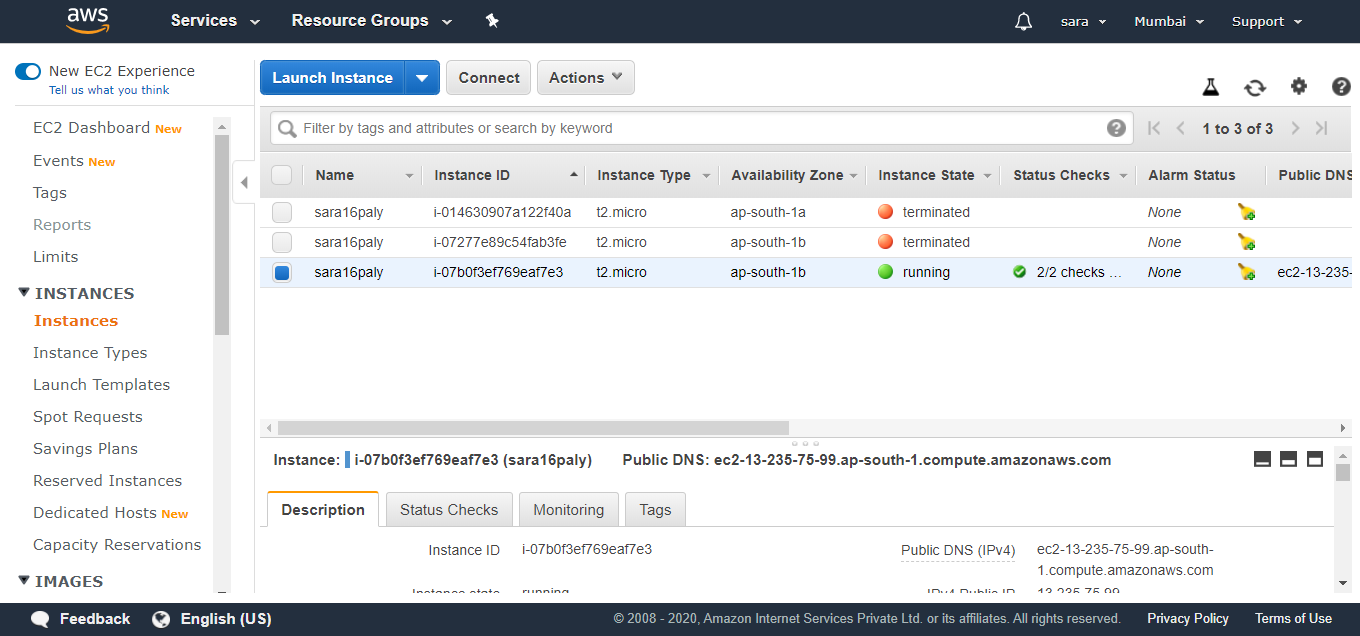 aws Services Resource Groups sara Mumbai Support
New EC2 Experience
Tell us what you think
EC2 Dashboard New
Events New
Tags
Reports
Limits
INSTANCES
Instances
Instance Types
Launch Templates
Spot Requests
Savings Plans
Reserved Instances
Dedicated Hosts New
Capacity Reservations
IMAGES
Launch Instance Connect Actions
Filter by tags and attributes or search by keyword 1 to 3 of 3
Name Instance ID Instance Type Availability Zone Instance State Status Checks Alarm Status Public DNS
sara16paly i-014630907a122f40a t2.micro ap-south-1a terminated None
sara16paly i-07277e89c54fab3fe t2.micro ap-south-1b terminated None
sara16paly i-07b0f3ef769eaf7e3 t2.micro ap-south-1b running 2/2 checks ... None ec2-13-235-
Instance: i-07b0f3ef769eaf7e3 (sara16paly) Public DNS: ec2-13-235-75-99.ap-south-1.compute.amazonaws.com
Description Status Checks Monitoring Tags
Instance ID i-07b0f3ef769eaf7e3 Public DNS (IPv4) ec2-13-235-75-99.ap-south-
1.compute.amazonaws.com
Instance state running IPv4 Public IP 13.235.75.99
Feedback English (US) © 2008 - 2020, Amazon Internet Services Private Ltd. or its affiliates. All rights reserved. Privacy Policy Terms of Use